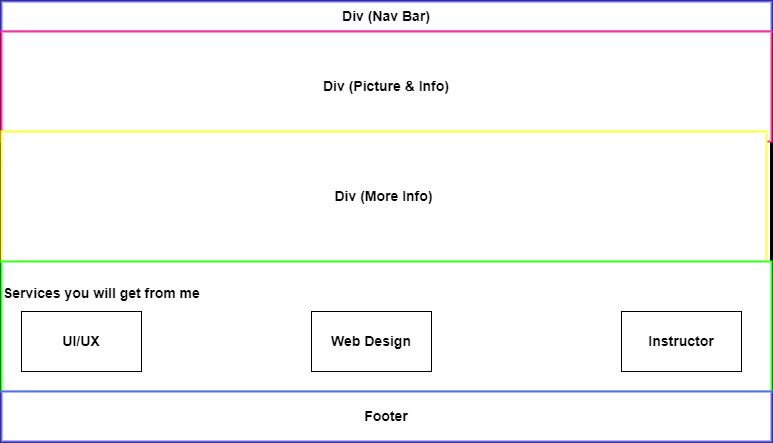 Div (Nav Bar)
Div (Picture & Info)
Div (More Info)
Services you will get from me
UI/UX
Web Design
Instructor
Footer